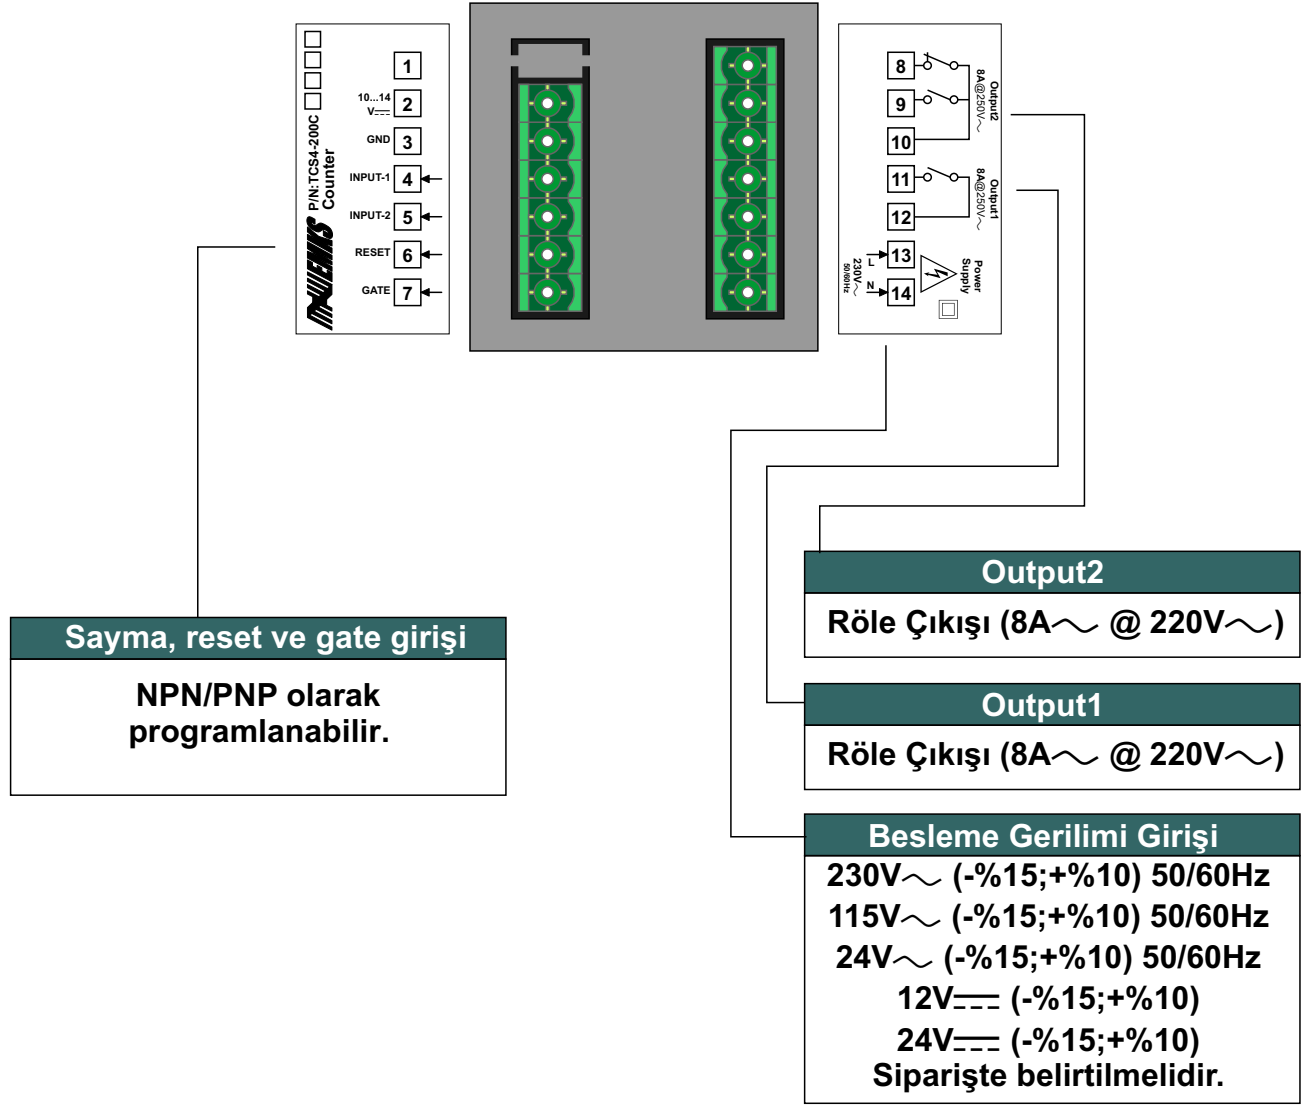 1
10...14
V
2
GND
3
INPUT-1
4
INPUT-2
5
RESET
6
GATE
7
P/N:TCS4-200C
Counter
EMKS
8
9
10
Output2
8A@250V
11
12
Output1
8A@250V
13
14
L
N
230V
50/60Hz
Power
Supply
Sayma, reset ve gate girişi
NPN/PNP olarak
programlanabilir.
Output2
Röle Çıkışı (8A @ 220V)
Output1
Röle Çıkışı (8A @ 220V)
Besleme Gerilimi Girişi
230V (-%15;+%10) 50/60Hz
115V (-%15;+%10) 50/60Hz
24V (-%15;+%10) 50/60Hz
12V (-%15;+%10)
24V (-%15;+%10)
Siparişte belirtilmelidir.